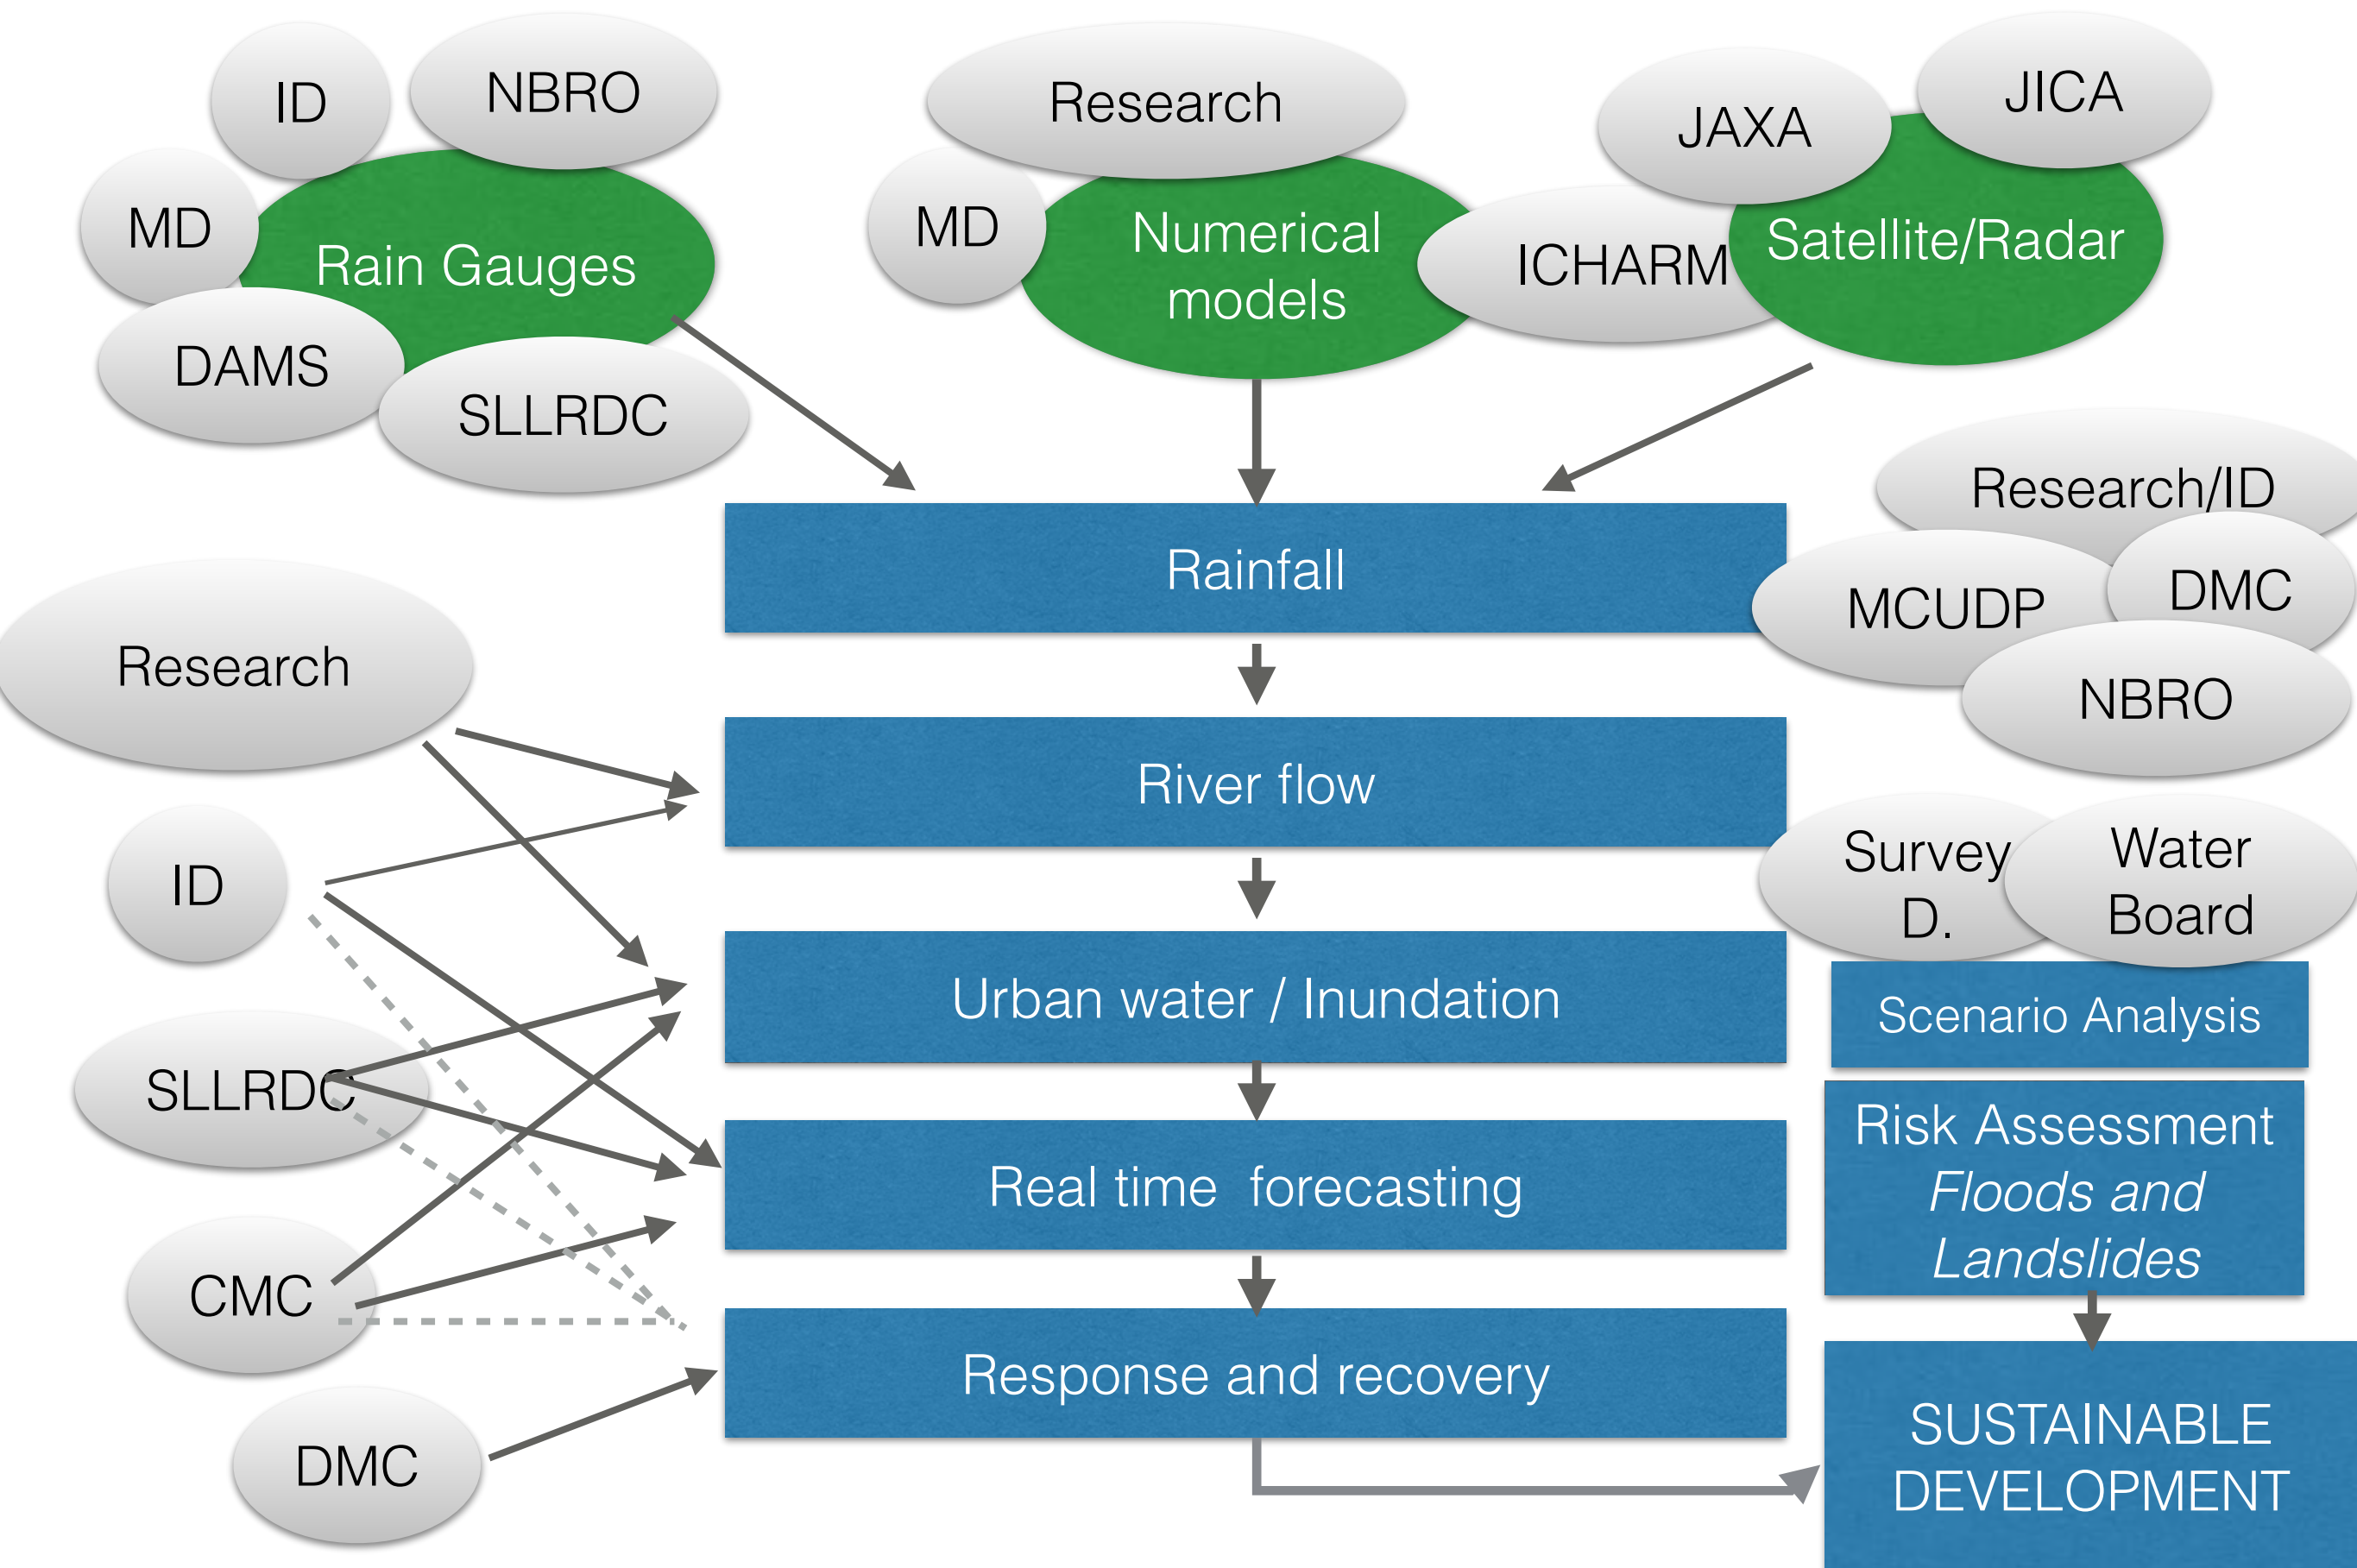 ID
NBRO
Research
JAXA
JICA
MD
Rain Gauges
MD
Numerical
models
ICHARM
Satellite/Radar
DAMS
SLLRDC
Research/ID
Rainfall
MCUDP
DMC
Research
NBRO
River flow
ID
Survey
D.
Water
Board
Urban water / Inundation
Scenario Analysis
SLLRDC
Real time  forecasting
Risk Assessment
Floods and
Landslides
CMC
Response and recovery
DMC
SUSTAINABLE
DEVELOPMENT